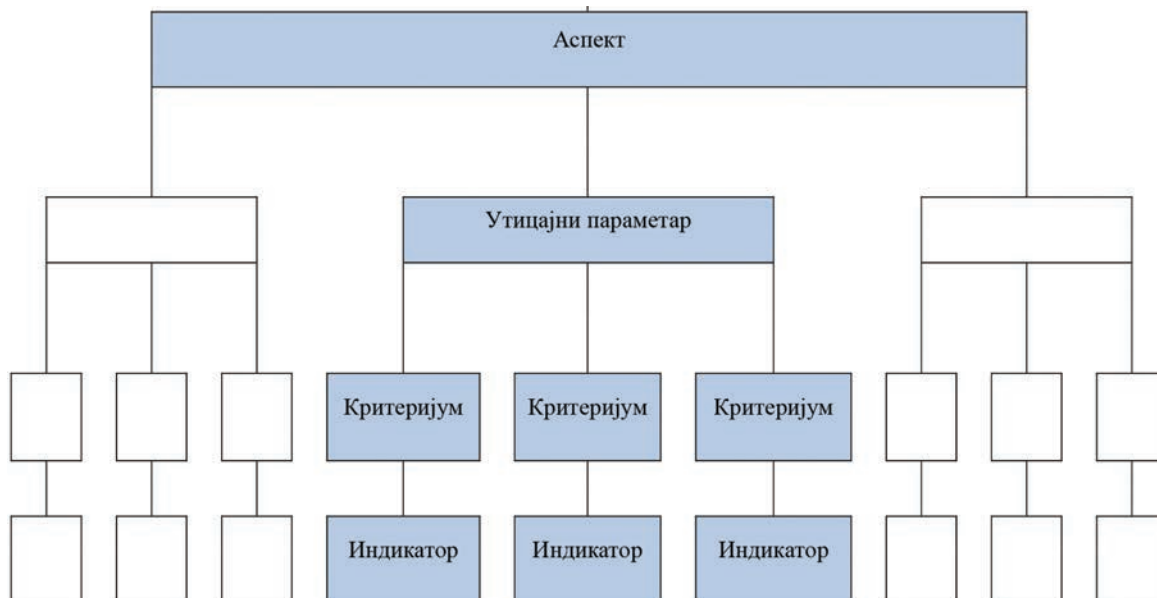 Аспект
Утицајни параметар
Критеријум
Критеријум
Критеријум
Индикатор
Индикатор
Индикатор